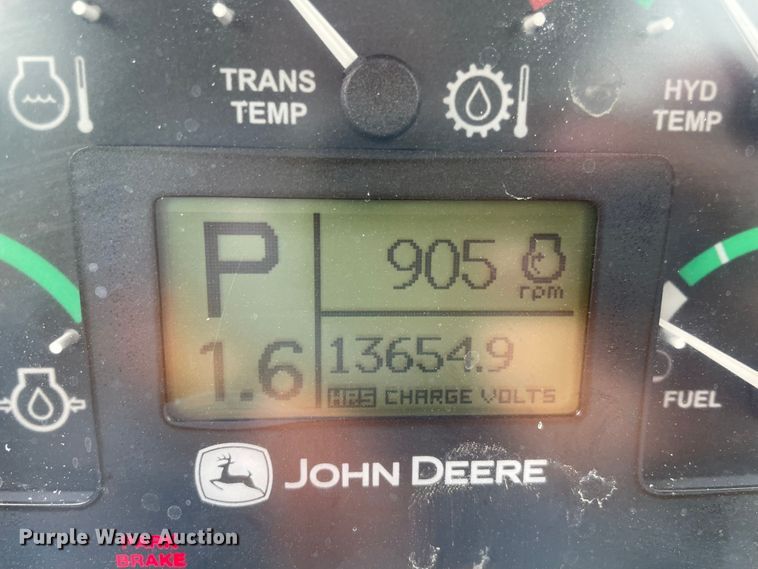 TRANS
TEMP
HYD
TEMP
P
905
rpm
1.6
13654.9
HRS CHARGE VOLTS
FUEL
JOHN DEERE
Purple Wave Auction
PARK
BRAKE